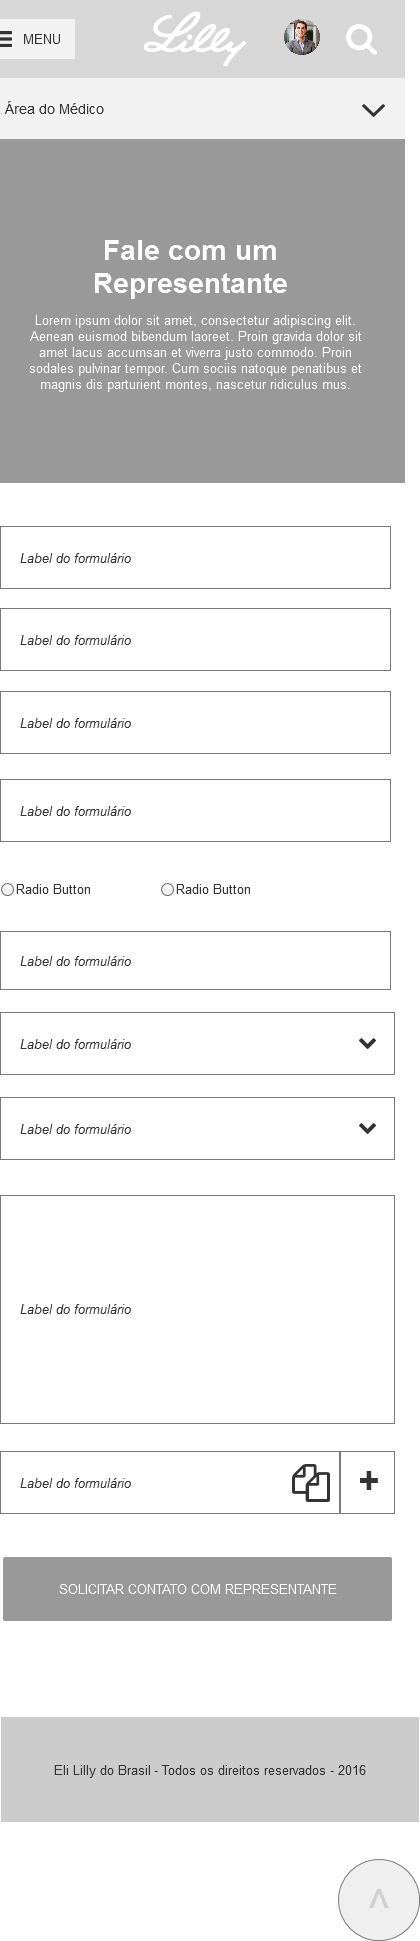 MENU
Lilly
Área do Médico
Fale com um
Representante
Lorem ipsum dolor sit amet, consectetur adipiscing elit.
Aenean euismod bibendum laoreet. Proin gravida dolor sit
amet lacus accumsan et viverra justo commodo. Proin
sodales pulvinar tempor. Cum sociis natoque penatibus et
magnis dis parturient montes, nascetur ridiculus mus.
Label do formulário
Label do formulário
Label do formulário
Label do formulário
Radio Button Radio Button
Label do formulário
Label do formulário
Label do formulário
Label do formulário
Label do formulário
SOLICITAR CONTATO COM REPRESENTANTE
Eli Lilly do Brasil - Todos os direitos reservados - 2016